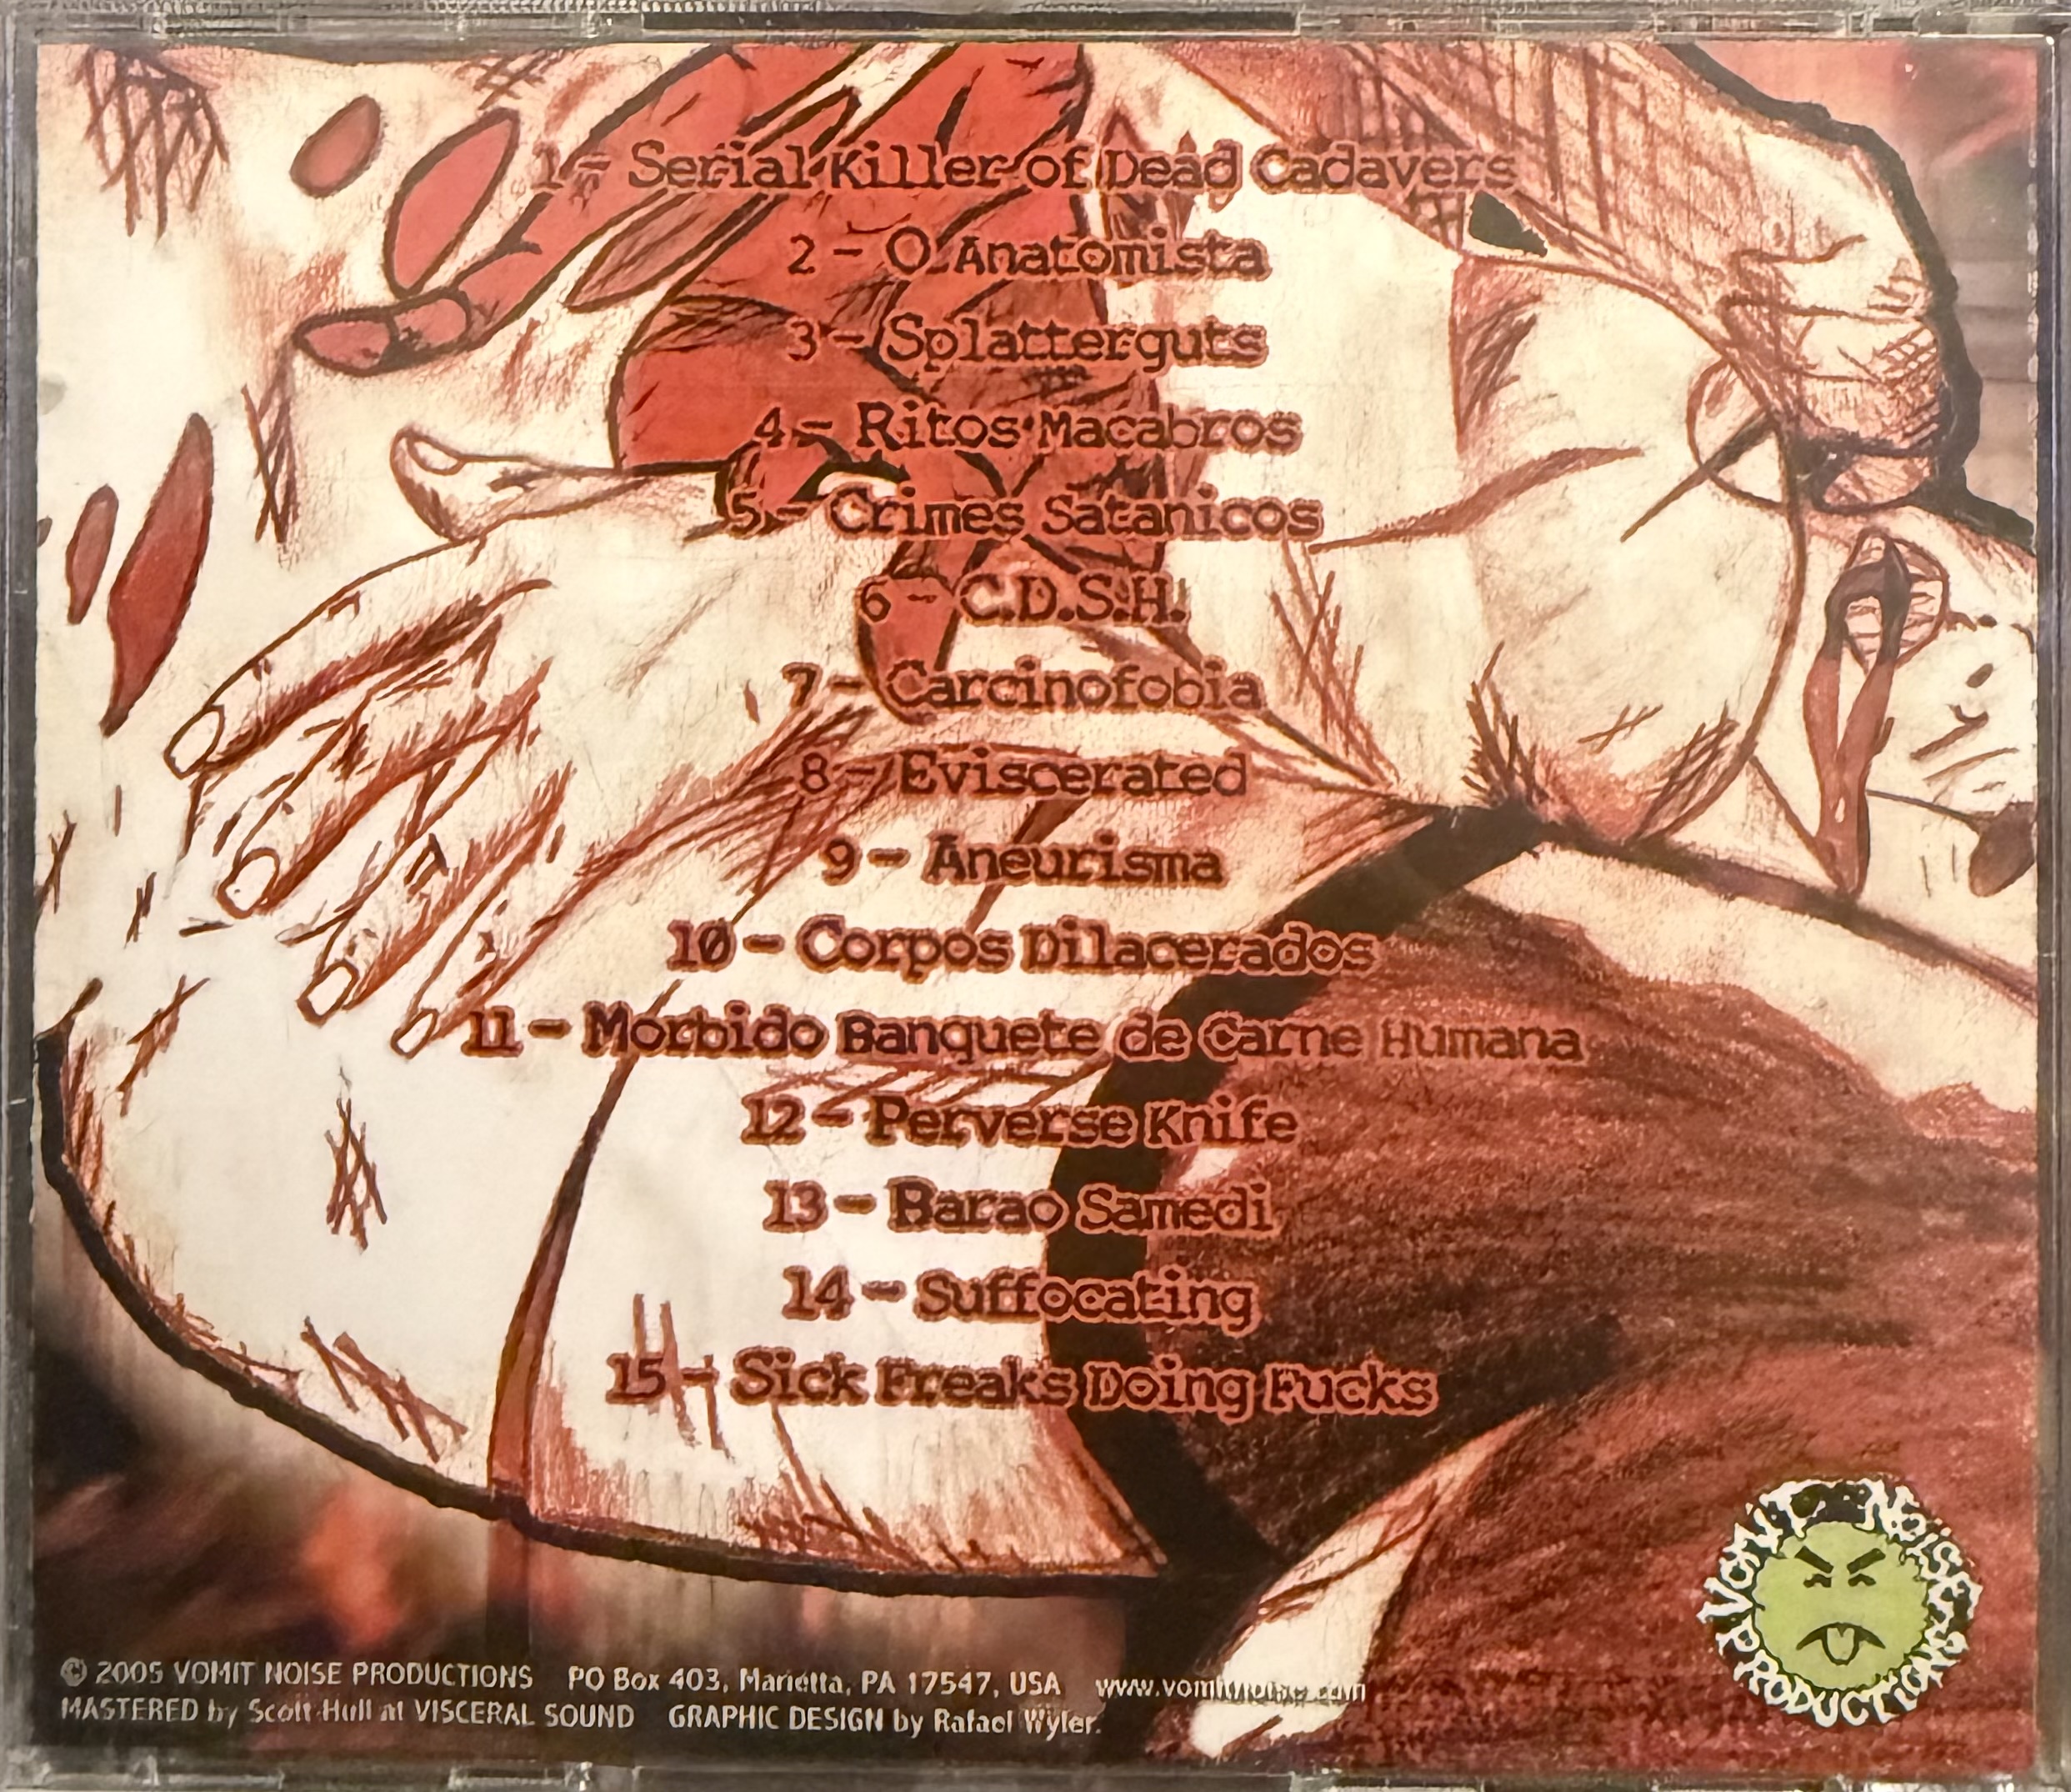 1 - Serial Killer of Dead Cadavers
2 - O Anatomista
3 - Splatterguts
4 - Ritos Macabros
5 - Crimes Satanicos
6 - C.D.S.H.
7 - Carcinofobia
8 - Eviscerated
9 - Aneurisma
10 - Corpos Dilacerados
11 - Morbido Banquete de Carne Humana
12 - Perverse Knife
13 - Barao Samedi
14 - Suffocating
15 - Sick Freaks Doing Fucks
VOMIT NOISE PRODUCTIONS
© 2005 VOMIT NOISE PRODUCTIONS PO Box 403, Marietta, PA 17547, USA www.vomitnoise.com
MASTERED by Scott Hull at VISCERAL SOUND GRAPHIC DESIGN by Rafael Wyler.